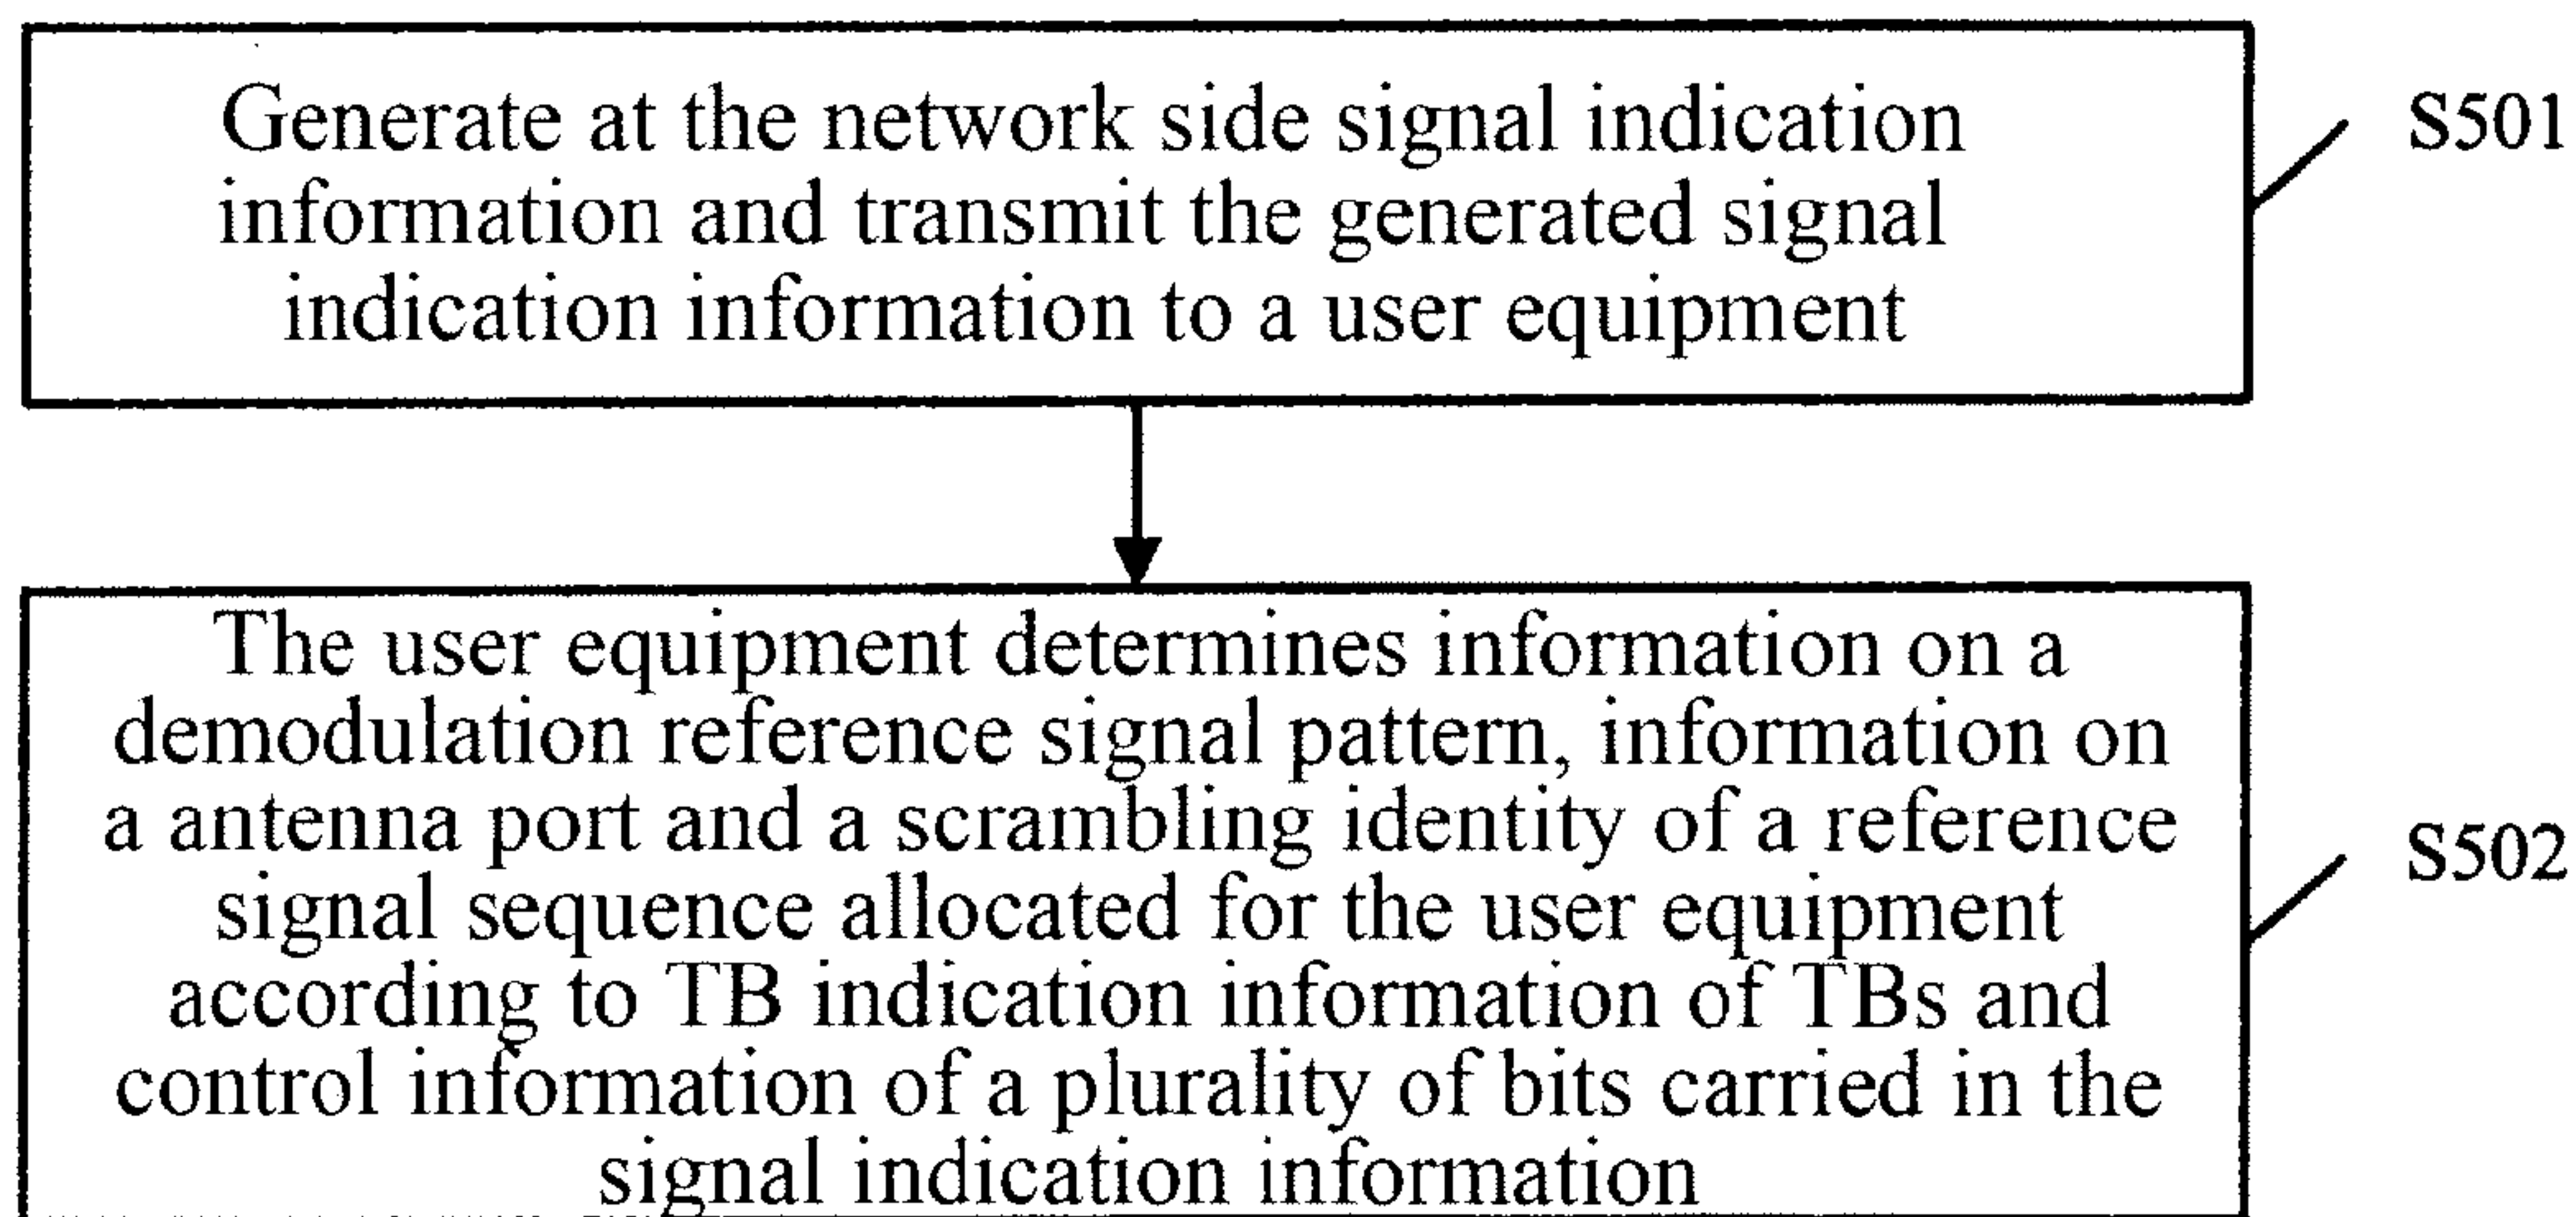 Generate at the network side signal indication
information and transmit the generated signal
indication information to a user equipment
S501
The user equipment determines information on a
demodulation reference signal pattern, information on
a antenna port and a scrambling identity of a reference
signal sequence allocated for the user equipment
according to TB indication information of TBs and
control information of a plurality of bits carried in the
signal indication information
S502